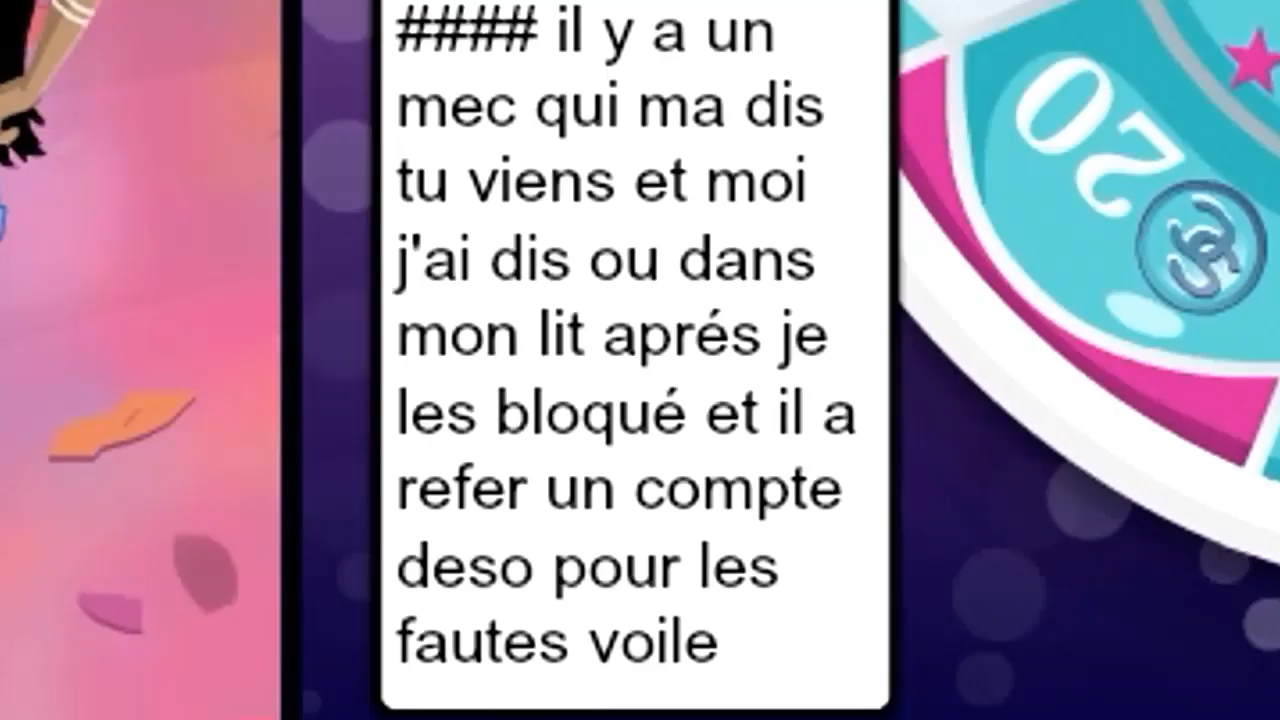 #### il y a un
mec qui ma dis
tu viens et moi
j'ai dis ou dans
mon lit aprés je
les bloqué et il a
refer un compte
deso pour les
fautes voile
20